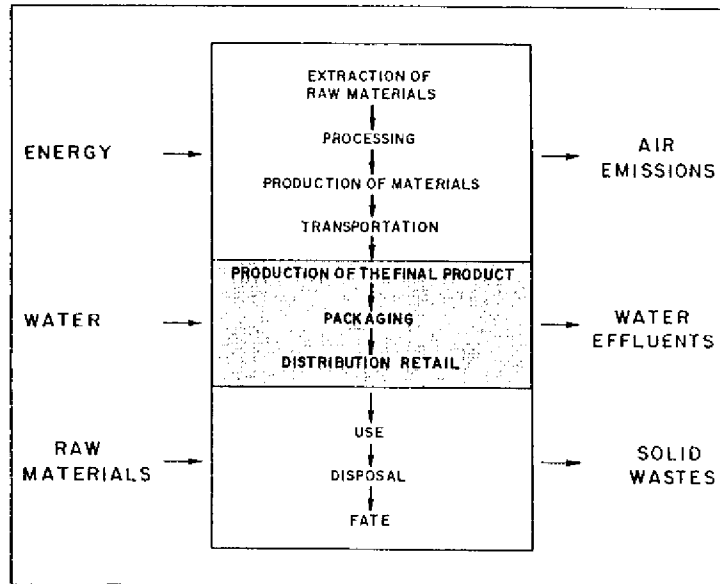 EXTRACTION OF
RAW MATERIALS
PROCESSING
PRODUCTION OF MATERIALS
TRANSPORTATION
PRODUCTION OF THE FINAL PRODUCT
PACKAGING
DISTRIBUTION RETAIL
USE
DISPOSAL
FATE
ENERGY
WATER
RAW
MATERIALS
AIR
EMISSIONS
WATER
EFFLUENTS
SOLID
WASTES